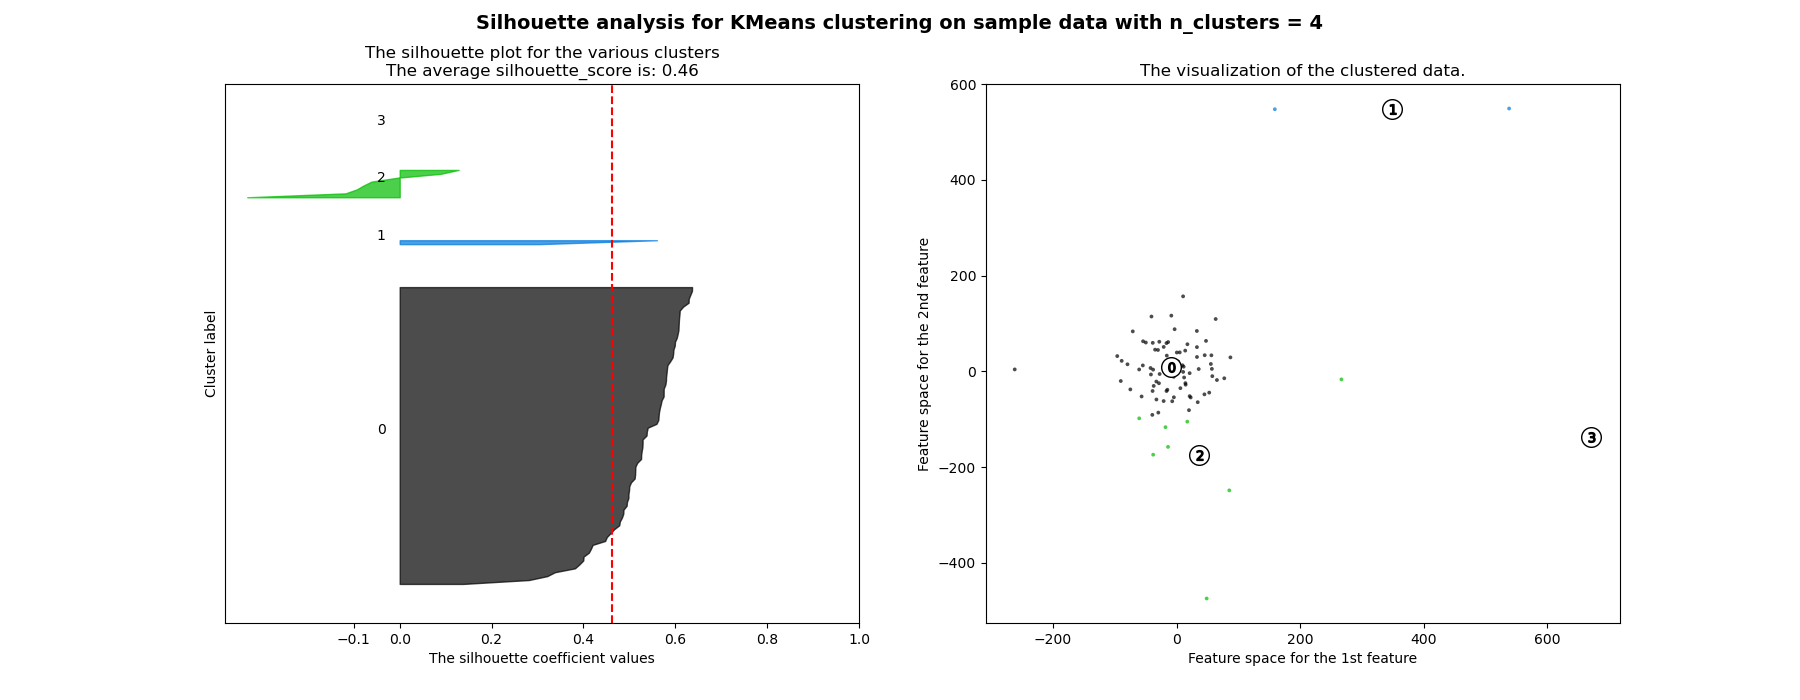 Silhouette analysis for KMeans clustering on sample data with n_clusters = 4
The silhouette plot for the various clusters
The average silhouette_score is: 0.46
3
2
1
0
Cluster label
−0.1 0.0 0.2 0.4 0.6 0.8 1.0
The silhouette coefficient values
The visualization of the clustered data.
600
400
200
0
−200
−400
Feature space for the 2nd feature
1
0
3
2
−200 0 200 400 600
Feature space for the 1st feature